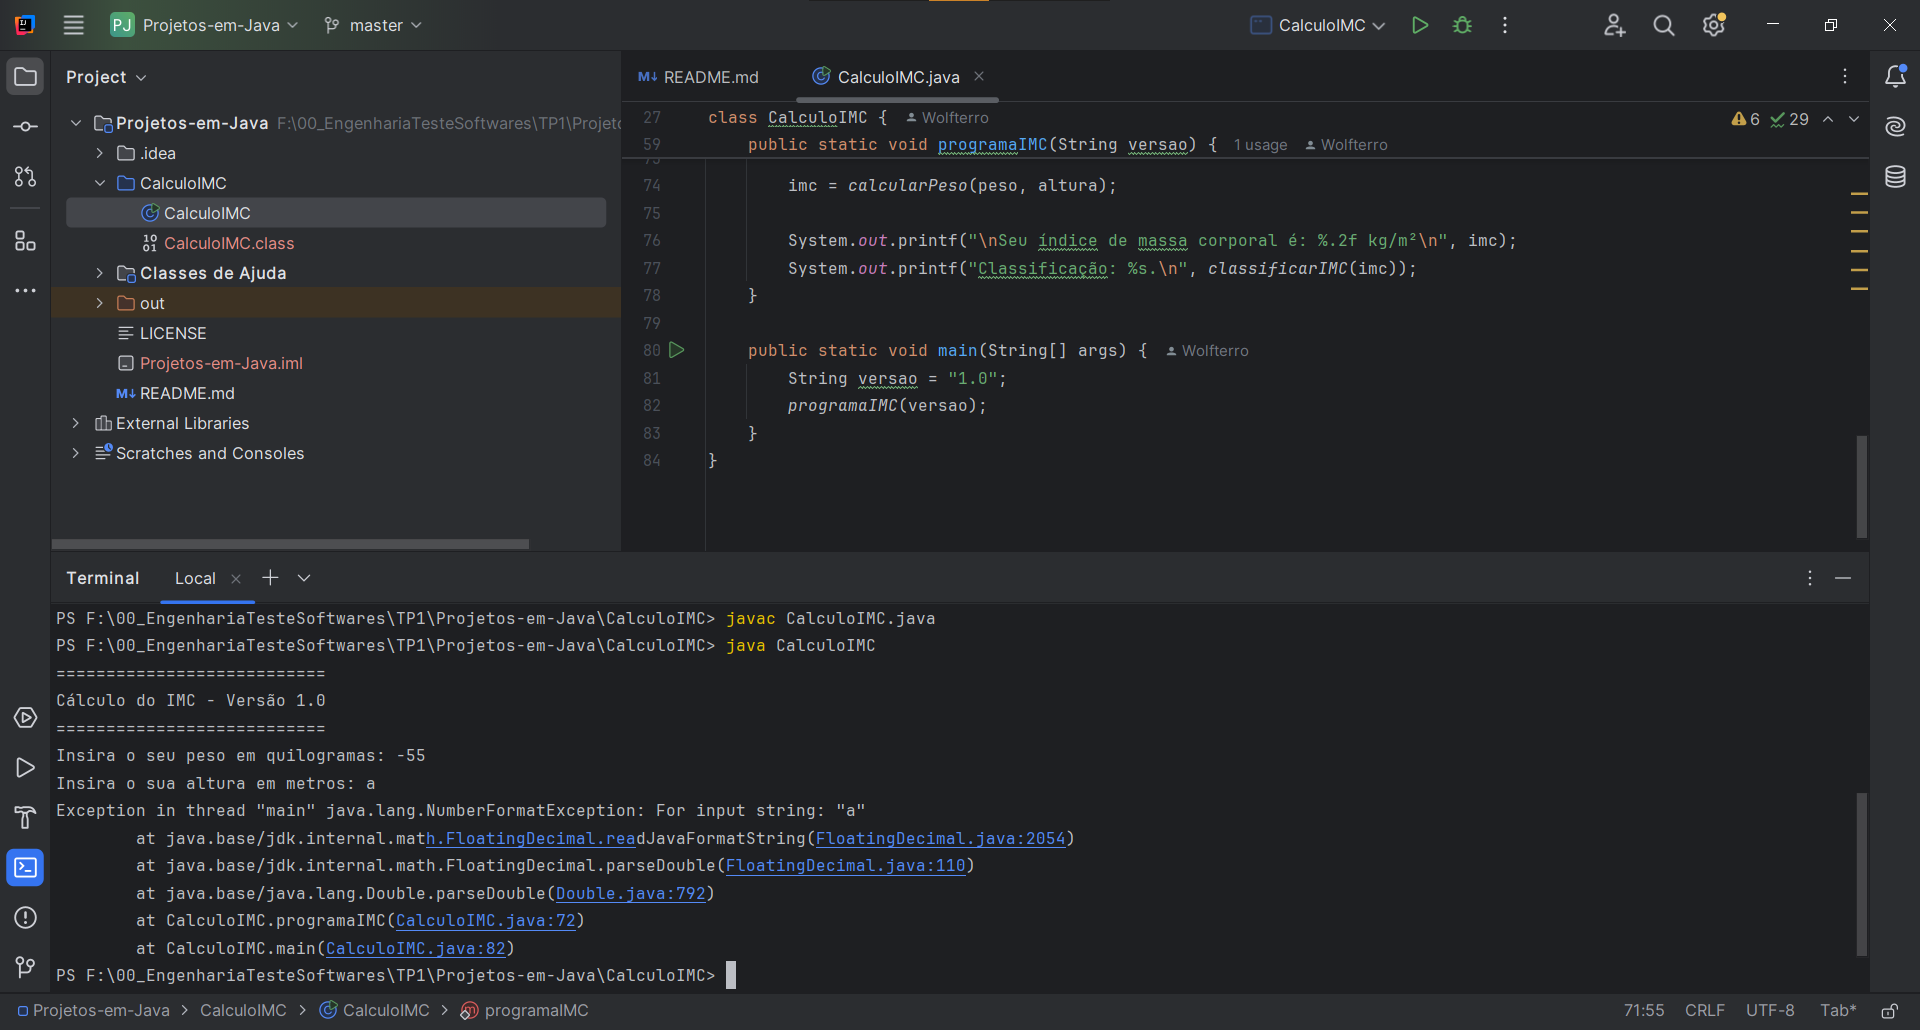 PJ Projetos-em-Java master CalculoIMC
Project
Projetos-em-Java F:\00_EngenhariaTesteSoftwares\TP1\Projet
.idea
CalculoIMC
CalculoIMC
CalculoIMC.class
Classes de Ajuda
out
LICENSE
Projetos-em-Java.iml
README.md
External Libraries
Scratches and Consoles
README.md CalculoIMC.java
27 class CalculoIMC { Wolfterro 6 29
59 public static void programaIMC(String versao) { 1 usage Wolfterro
74 imc = calcularPeso(peso, altura);
75
76 System.out.printf("\nSeu índice de massa corporal é: %.2f kg/m²\n", imc);
77 System.out.printf("Classificação: %s.\n", classificarIMC(imc));
78 }
79
80 public static void main(String[] args) { Wolfterro
81 String versao = "1.0";
82 programaIMC(versao);
83 }
84 }
Terminal Local
PS F:\00_EngenhariaTesteSoftwares\TP1\Projetos-em-Java\CalculoIMC> javac CalculoIMC.java
PS F:\00_EngenhariaTesteSoftwares\TP1\Projetos-em-Java\CalculoIMC> java CalculoIMC
===========================
Cálculo do IMC - Versão 1.0
===========================
Insira o seu peso em quilogramas: -55
Insira o sua altura em metros: a
Exception in thread "main" java.lang.NumberFormatException: For input string: "a"
at java.base/jdk.internal.math.FloatingDecimal.readJavaFormatString(FloatingDecimal.java:2054)
at java.base/jdk.internal.math.FloatingDecimal.parseDouble(FloatingDecimal.java:110)
at java.base/java.lang.Double.parseDouble(Double.java:792)
at CalculoIMC.programaIMC(CalculoIMC.java:72)
at CalculoIMC.main(CalculoIMC.java:82)
PS F:\00_EngenhariaTesteSoftwares\TP1\Projetos-em-Java\CalculoIMC>
Projetos-em-Java > CalculoIMC > CalculoIMC > programaIMC 71:55 CRLF UTF-8 Tab*